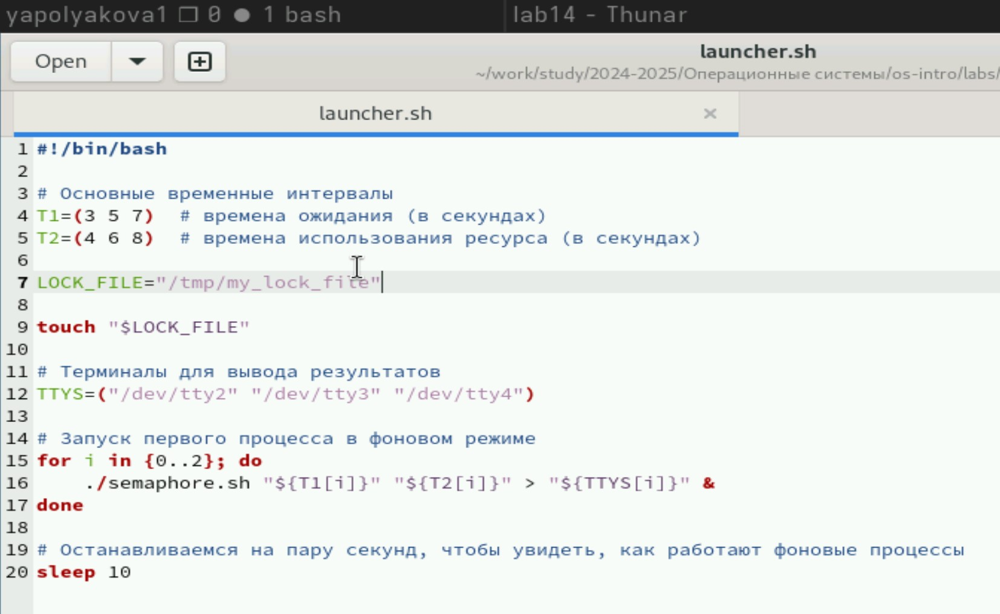 yapolyakova1 ❐ 0 ● 1 bash
lab14 - Thunar
Open
launcher.sh
~/work/study/2024-2025/Операционные системы/os-intro/labs/
launcher.sh ×
1 #!/bin/bash
2
3 # Основные временные интервалы
4 T1=(3 5 7)  # времена ожидания (в секундах)
5 T2=(4 6 8)  # времена использования ресурса (в секундах)
6
7 LOCK_FILE="/tmp/my_lock_file"
8
9 touch "$LOCK_FILE"
10
11 # Терминалы для вывода результатов
12 TTYS=("/dev/tty2" "/dev/tty3" "/dev/tty4")
13
14 # Запуск первого процесса в фоновом режиме
15 for i in {0..2}; do
16     ./semaphore.sh "${T1[i]}" "${T2[i]}" > "${TTYS[i]}" &
17 done
18
19 # Останавливаемся на пару секунд, чтобы увидеть, как работают фоновые процессы
20 sleep 10